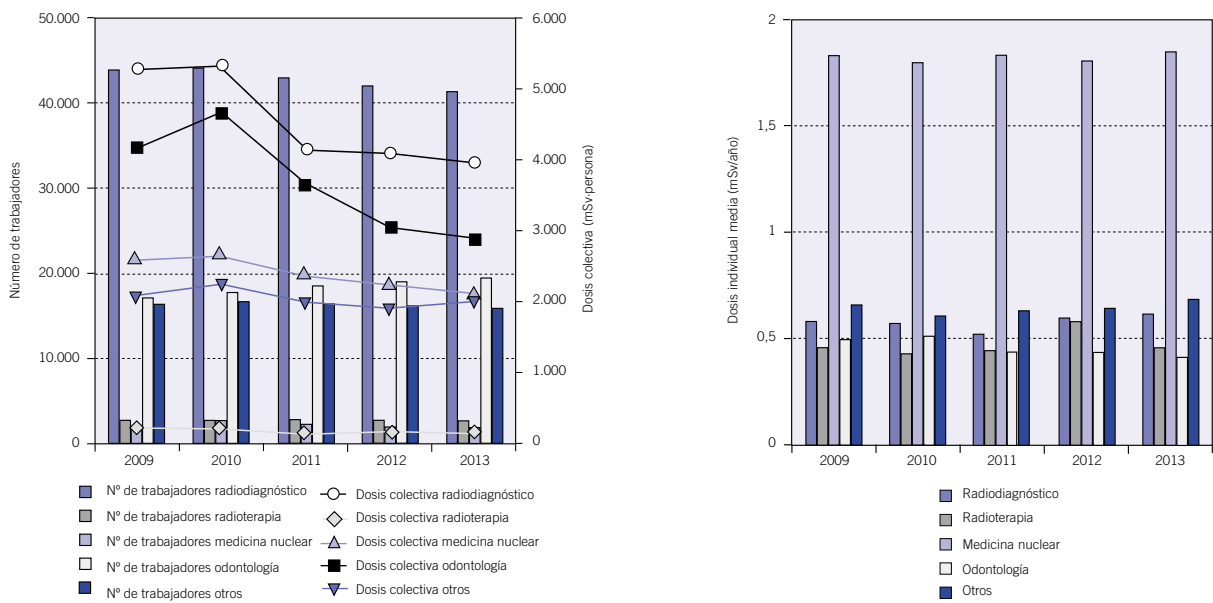 50.000
40.000
30.000
20.000
10.000
0
Número de trabajadores
6.000
5.000
4.000
3.000
2.000
1.000
0
Dosis colectiva (mSv·persona)
2009 2010 2011 2012 2013
Nº de trabajadores radiodiagnóstico
Nº de trabajadores radioterapia
Nº de trabajadores medicina nuclear
Nº de trabajadores odontología
Nº de trabajadores otros
Dosis colectiva radiodiagnóstico
Dosis colectiva radioterapia
Dosis colectiva medicina nuclear
Dosis colectiva odontología
Dosis colectiva otros
2
1,5
1
0,5
0
Dosis individual media (mSv/año)
2009 2010 2011 2012 2013
Radiodiagnóstico
Radioterapia
Medicina nuclear
Odontología
Otros